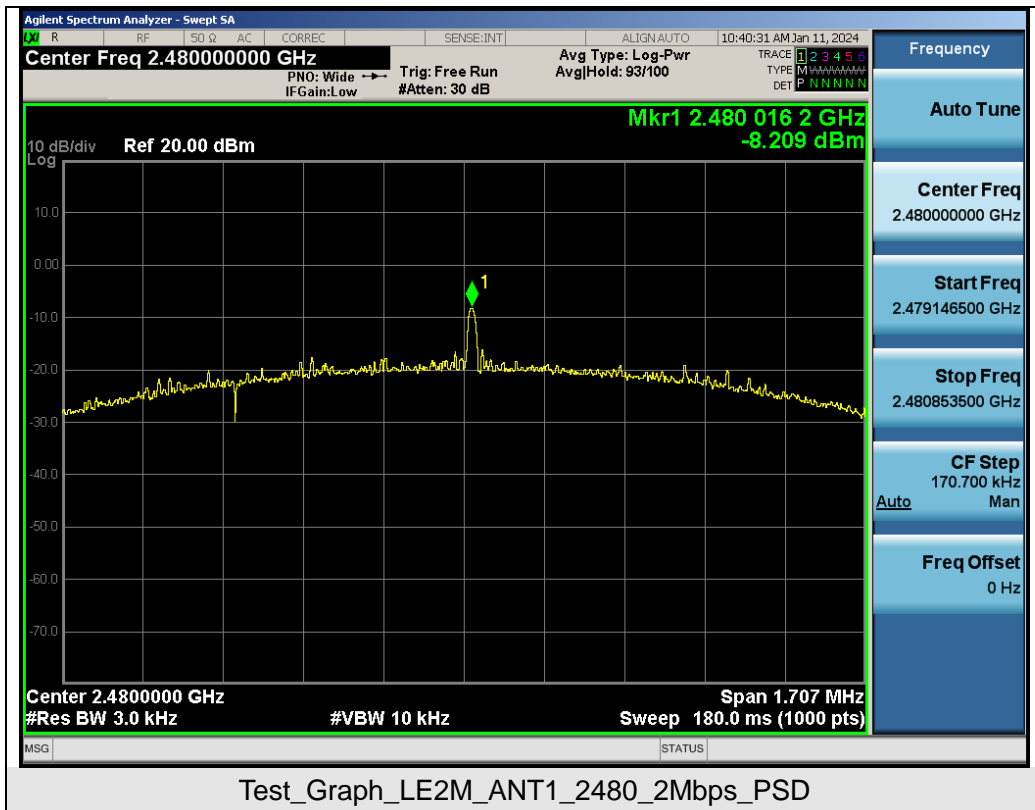 Agilent Spectrum Analyzer - Swept SA
LXI R RF 50 Ω AC CORREC SENSE:INT ALIGNAUTO 10:40:31 AM Jan 11, 2024
Center Freq 2.480000000 GHz
PNO: Wide
IFGain:Low
Trig: Free Run
#Atten: 30 dB
Avg Type: Log-Pwr
Avg|Hold: 93/100
TRACE 1 2 3 4 5 6
TYPE M
DET P N N N N N
Mkr1 2.480 016 2 GHz
-8.209 dBm
10 dB/div Ref 20.00 dBm
Log
10.0
0.00
-10.0
-20.0
-30.0
-40.0
-50.0
-60.0
-70.0
1
Center 2.4800000 GHz Span 1.707 MHz
#Res BW 3.0 kHz #VBW 10 kHz Sweep 180.0 ms (1000 pts)
MSG STATUS
Frequency
Auto Tune
Center Freq
2.480000000 GHz
Start Freq
2.479146500 GHz
Stop Freq
2.480853500 GHz
CF Step
170.700 kHz
Auto Man
Freq Offset
0 Hz
Test_Graph_LE2M_ANT1_2480_2Mbps_PSD